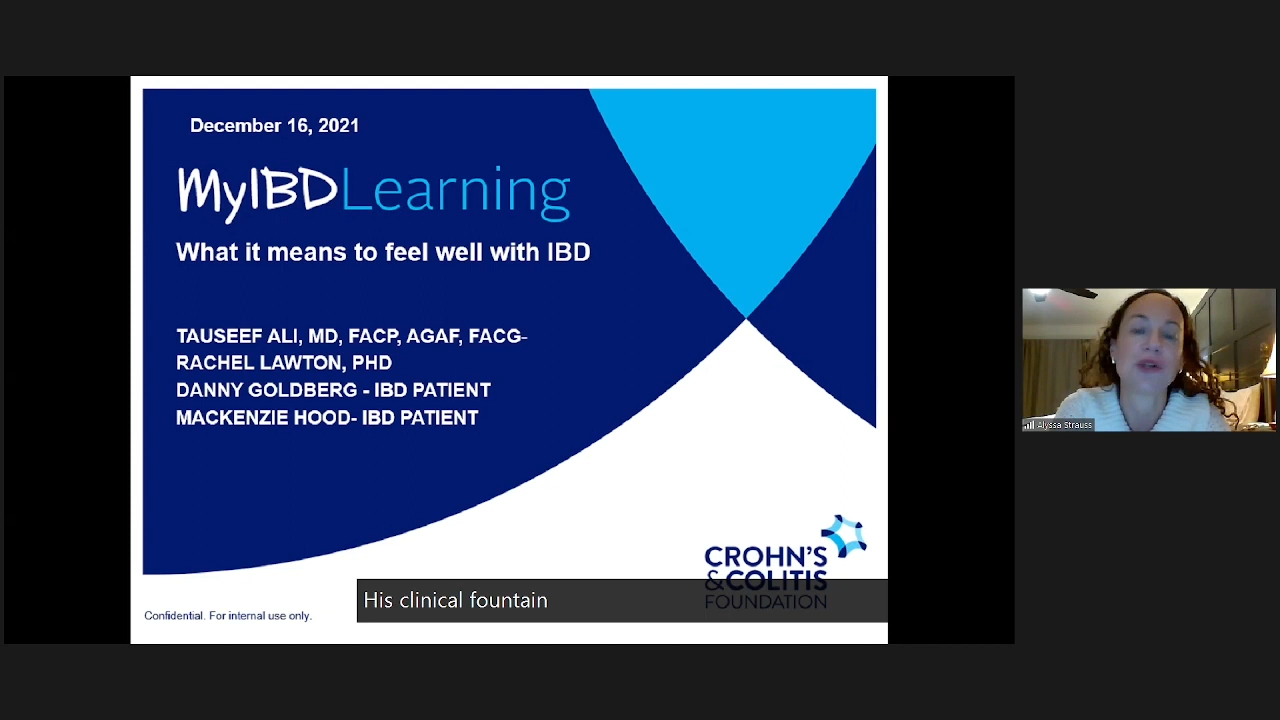 December 16, 2021
MyIBDLearning
What it means to feel well with IBD
TAUSEEF ALI, MD, FACP, AGAF, FACG-
RACHEL LAWTON, PHD
DANNY GOLDBERG - IBD PATIENT
MACKENZIE HOOD- IBD PATIENT
CROHN'S
&COLITIS
FOUNDATION
His clinical fountain
Confidential. For internal use only.
Alyssa Strauss